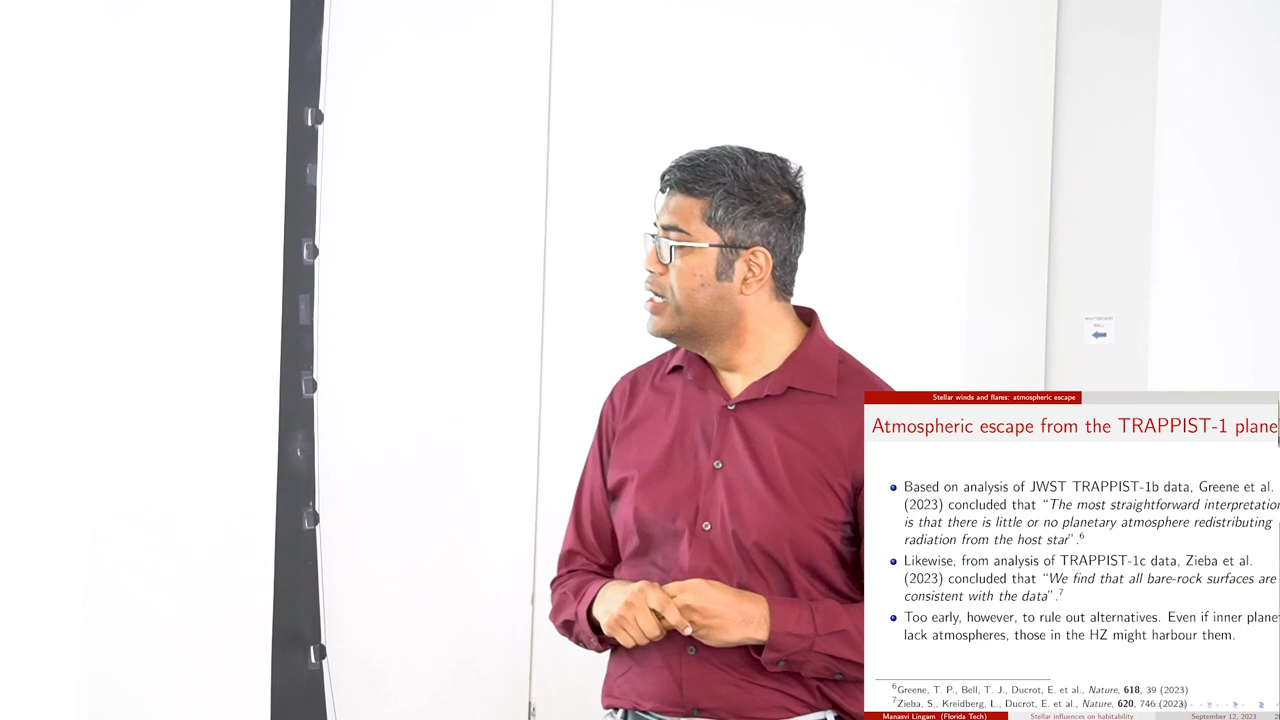 WALL
Stellar winds and flares: atmospheric escape
Atmospheric escape from the TRAPPIST-1 plane
Based on analysis of JWST TRAPPIST-1b data, Greene et al.
(2023) concluded that “The most straightforward interpretation
is that there is little or no planetary atmosphere redistributing
radiation from the host star”.6
Likewise, from analysis of TRAPPIST-1c data, Zieba et al.
(2023) concluded that “We find that all bare-rock surfaces are
consistent with the data”.7
Too early, however, to rule out alternatives. Even if inner plane
lack atmospheres, those in the HZ might harbour them.
6Greene, T. P., Bell, T. J., Ducrot, E. et al., Nature, 618, 39 (2023)
7Zieba, S., Kreidberg, L., Ducrot, E. et al., Nature, 620, 746 (2023)
Manasvi Lingam (Florida Tech) Stellar influences on habitability September 12, 2023